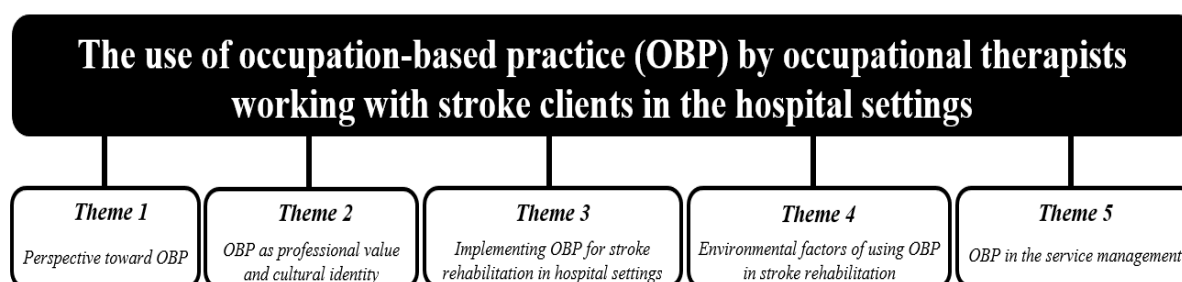 The use of occupation-based practice (OBP) by occupational therapists
working with stroke clients in the hospital settings
Theme 1
Perspective toward OBP
Theme 2
OBP as professional value
and cultural identity
Theme 3
Implementing OBP for stroke
rehabilitation in hospital settings
Theme 4
Environmental factors of using OBP
in stroke rehabilitation
Theme 5
OBP in the service management